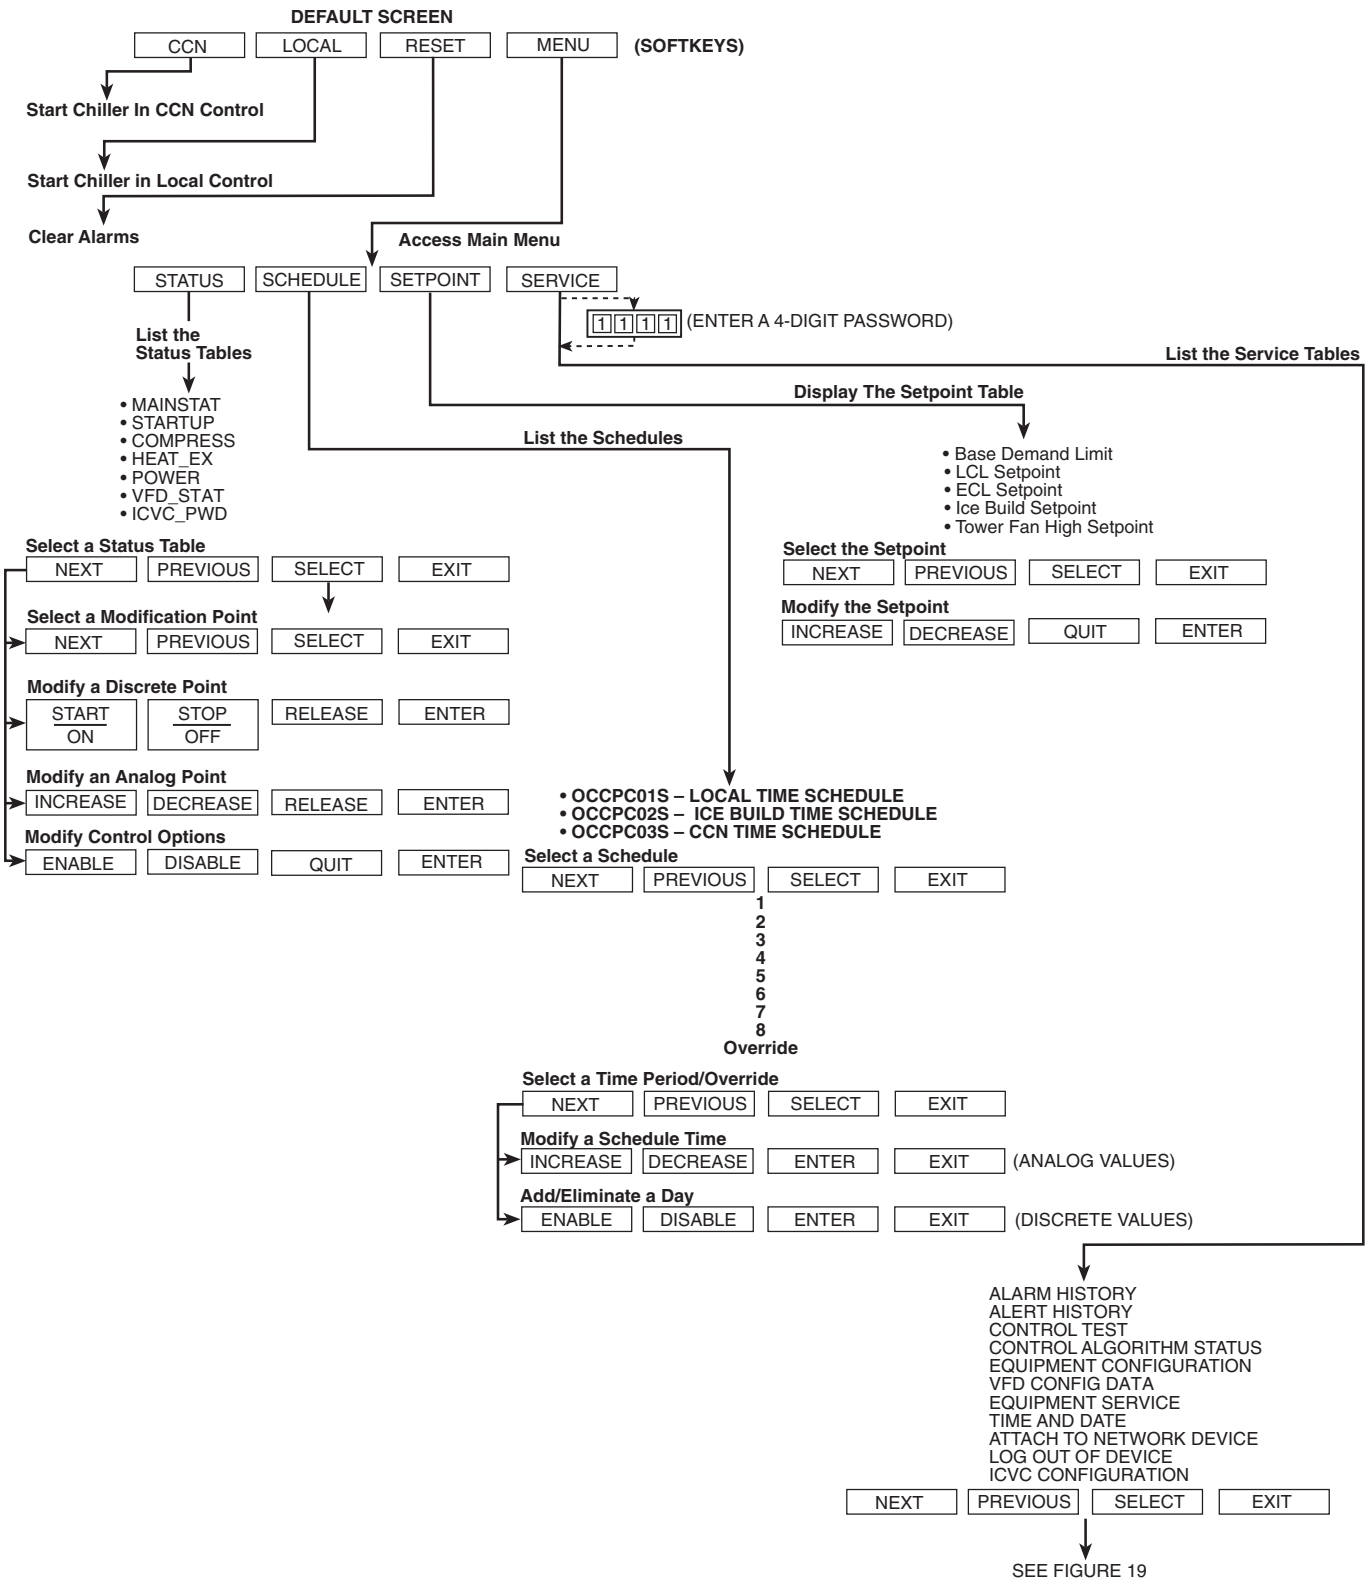 DEFAULT SCREEN
CCN LOCAL RESET MENU (SOFTKEYS)
Start Chiller In CCN Control
Start Chiller in Local Control
Clear Alarms
Access Main Menu
STATUS SCHEDULE SETPOINT SERVICE
1 1 1 1 (ENTER A 4-DIGIT PASSWORD)
List the
Status Tables
• MAINSTAT
• STARTUP
• COMPRESS
• HEAT_EX
• POWER
• VFD_STAT
• ICVC_PWD
List the Service Tables
Display The Setpoint Table
List the Schedules
• Base Demand Limit
• LCL Setpoint
• ECL Setpoint
• Ice Build Setpoint
• Tower Fan High Setpoint
Select a Status Table
NEXT PREVIOUS SELECT EXIT
Select a Modification Point
NEXT PREVIOUS SELECT EXIT
Modify a Discrete Point
START STOP RELEASE ENTER
ON OFF
Modify an Analog Point
INCREASE DECREASE RELEASE ENTER
Modify Control Options
ENABLE DISABLE QUIT ENTER
Select the Setpoint
NEXT PREVIOUS SELECT EXIT
Modify the Setpoint
INCREASE DECREASE QUIT ENTER
• OCCPC01S – LOCAL TIME SCHEDULE
• OCCPC02S – ICE BUILD TIME SCHEDULE
• OCCPC03S – CCN TIME SCHEDULE
Select a Schedule
NEXT PREVIOUS SELECT EXIT
1
2
3
4
5
6
7
8
Override
Select a Time Period/Override
NEXT PREVIOUS SELECT EXIT
Modify a Schedule Time
INCREASE DECREASE ENTER EXIT (ANALOG VALUES)
Add/Eliminate a Day
ENABLE DISABLE ENTER EXIT (DISCRETE VALUES)
ALARM HISTORY
ALERT HISTORY
CONTROL TEST
CONTROL ALGORITHM STATUS
EQUIPMENT CONFIGURATION
VFD CONFIG DATA
EQUIPMENT SERVICE
TIME AND DATE
ATTACH TO NETWORK DEVICE
LOG OUT OF DEVICE
ICVC CONFIGURATION
NEXT PREVIOUS SELECT EXIT
SEE FIGURE 19